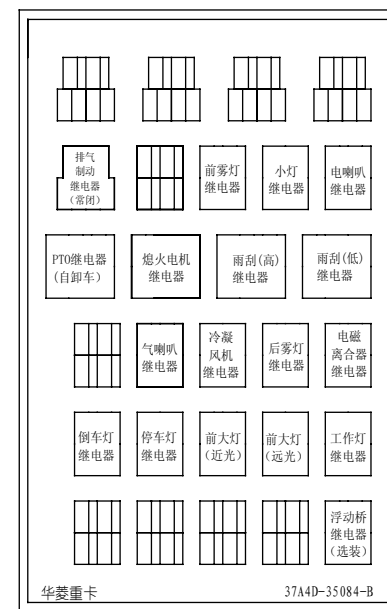 排气
制动
继电器
(常闭)
前雾灯
继电器
小灯
继电器
电喇叭
继电器
PTO继电器
(自卸车)
熄火电机
继电器
雨刮(高)
继电器
雨刮(低)
继电器
气喇叭
继电器
冷凝
风机
继电器
后雾灯
继电器
电磁
离合器
继电器
倒车灯
继电器
停车灯
继电器
前大灯
(近光)
前大灯
(远光)
工作灯
继电器
浮动桥
继电器
(选装)
华菱重卡
37A4D-35084-B